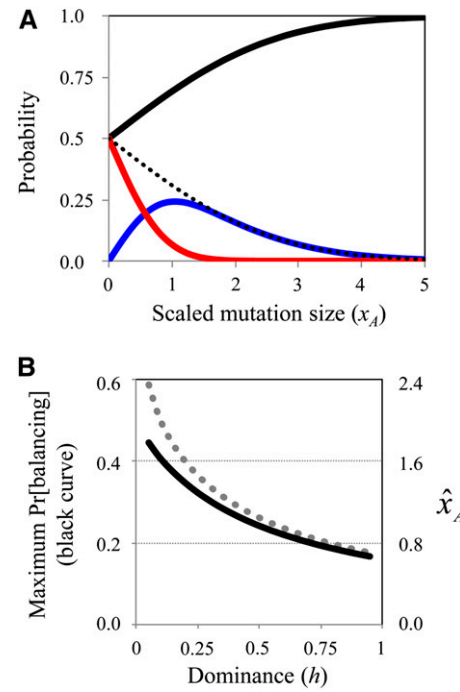 A
1.0
0.75
0.5
0.25
0.0
Probability
0 1 2 3 4 5
Scaled mutation size (x_A)
B
0.6
0.4
0.2
0.0
Maximum Pr[balancing]
(black curve)
2.4
1.6
0.8
0.0
x̂_A
0 0.25 0.5 0.75 1
Dominance (h)